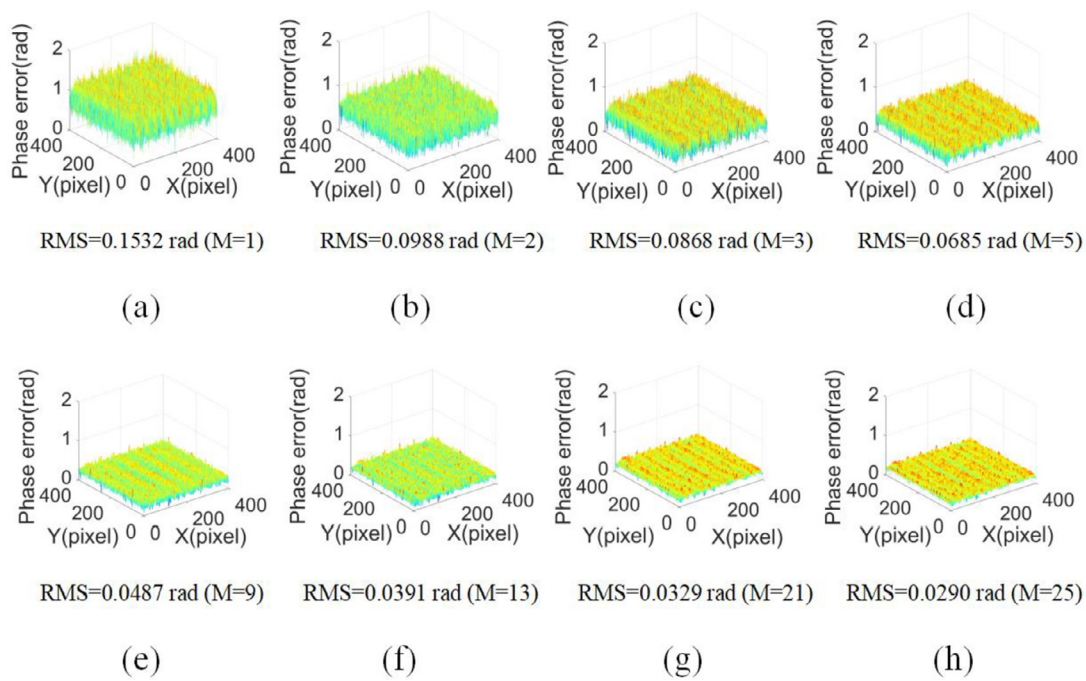 Phase error(rad)
2
1
0
400
200
0
Y(pixel)
0
200
400
X(pixel)
RMS=0.1532 rad (M=1)
(a)
Phase error(rad)
2
1
0
400
200
0
Y(pixel)
0
200
400
X(pixel)
RMS=0.0988 rad (M=2)
(b)
Phase error(rad)
2
1
0
400
200
0
Y(pixel)
0
200
400
X(pixel)
RMS=0.0868 rad (M=3)
(c)
Phase error(rad)
2
1
0
400
200
0
Y(pixel)
0
200
400
X(pixel)
RMS=0.0685 rad (M=5)
(d)
Phase error(rad)
2
1
0
400
200
0
Y(pixel)
0
200
400
X(pixel)
RMS=0.0487 rad (M=9)
(e)
Phase error(rad)
2
1
0
400
200
0
Y(pixel)
0
200
400
X(pixel)
RMS=0.0391 rad (M=13)
(f)
Phase error(rad)
2
1
0
400
200
0
Y(pixel)
0
200
400
X(pixel)
RMS=0.0329 rad (M=21)
(g)
Phase error(rad)
2
1
0
400
200
0
Y(pixel)
0
200
400
X(pixel)
RMS=0.0290 rad (M=25)
(h)